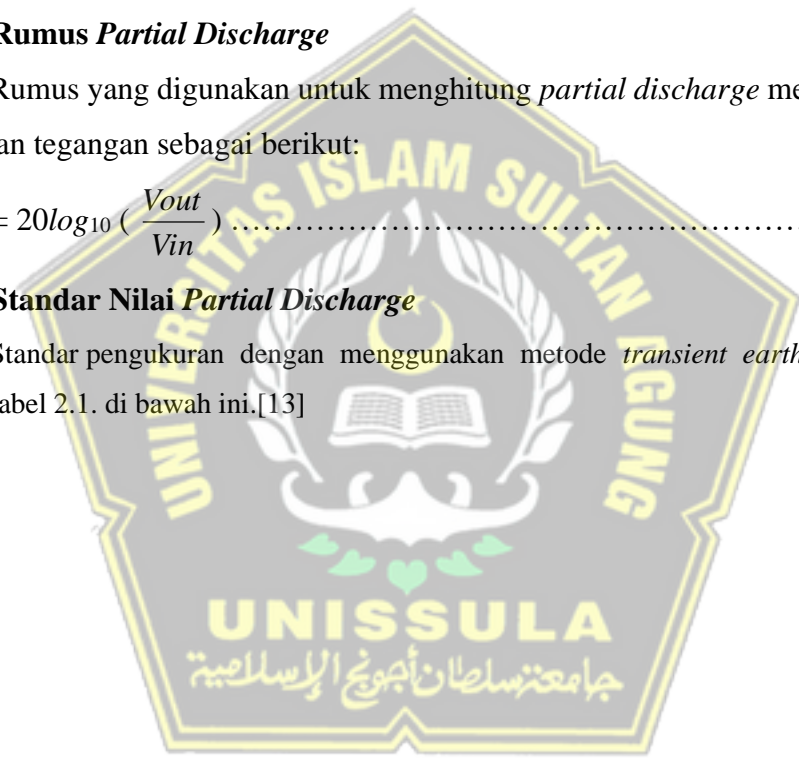 Rumus Partial Discharge
Rumus yang digunakan untuk menghitung partial discharge me
an tegangan sebagai berikut:
= 20log10 ( Vout / Vin ) ……………………………………………
Standar Nilai Partial Discharge
Standar pengukuran dengan menggunakan metode transient earth
abel 2.1. di bawah ini.[13]
UNIVERSITAS ISLAM SULTAN AGUNG
UNISSULA
جامعة سلطان أجونج الإسلامية